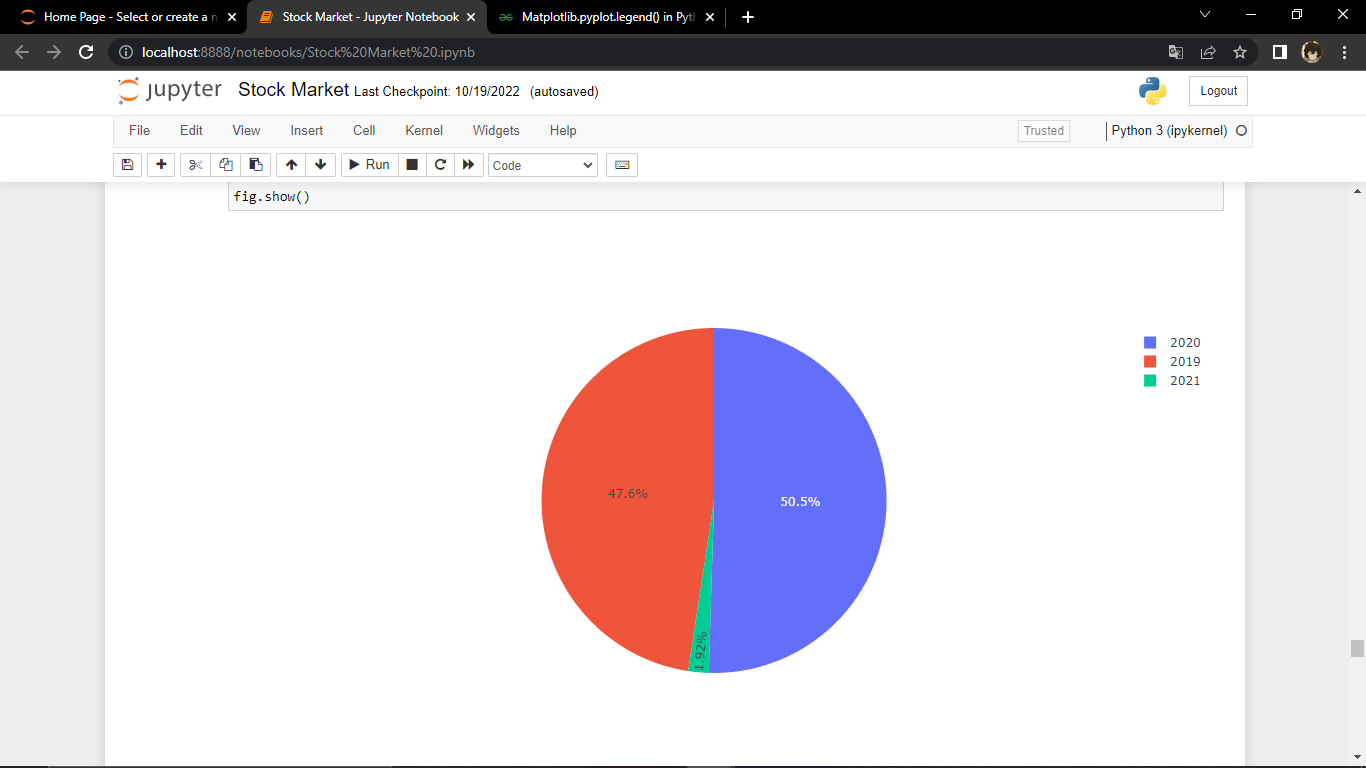 Home Page - Select or create a n
Stock Market - Jupyter Notebook
Matplotlib.pyplot.legend() in Pyth
localhost:8888/notebooks/Stock%20Market%20.ipynb
jupyter Stock Market Last Checkpoint: 10/19/2022 (autosaved)
Logout
File Edit View Insert Cell Kernel Widgets Help
Trusted
Python 3 (ipykernel)
Run
Code
fig.show()
2020
2019
2021
47.6%
50.5%
1.92%